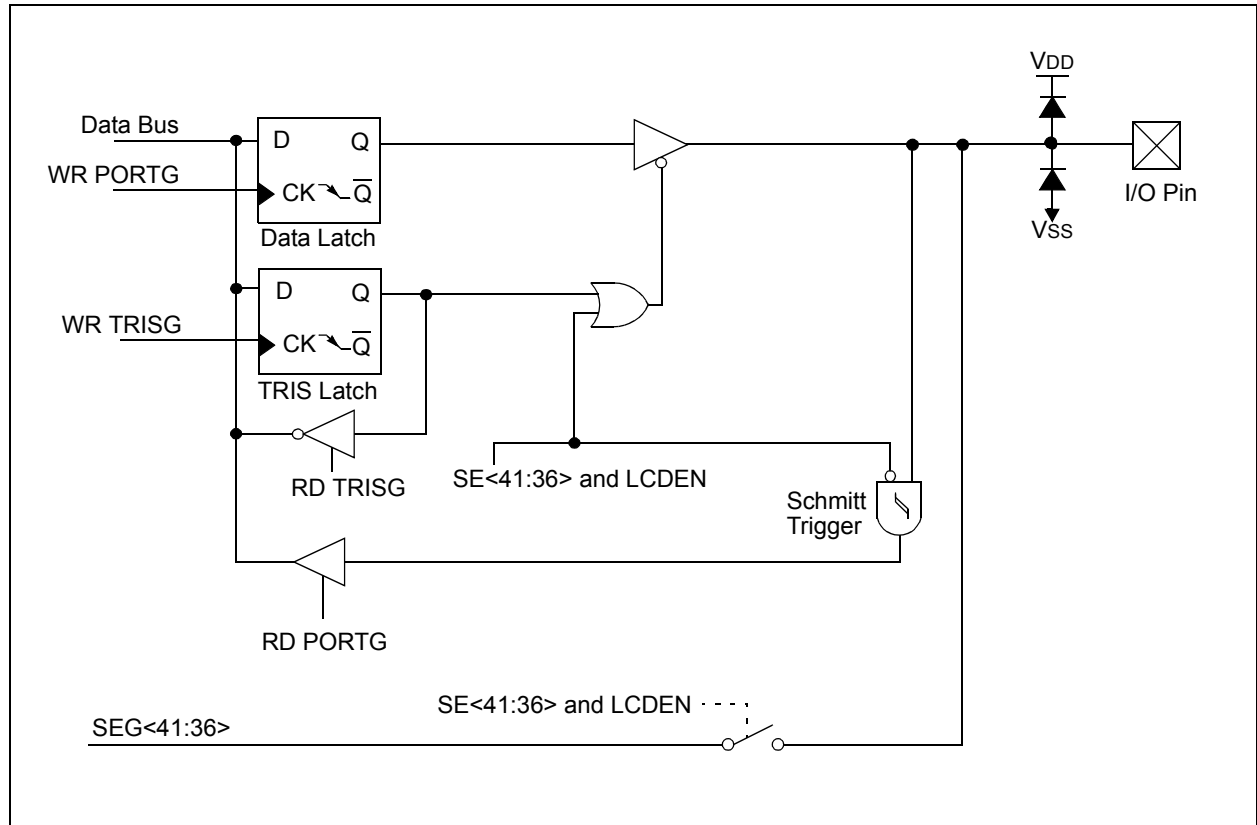 VDD
Data Bus
D Q
WR PORTG
CK Q
I/O Pin
Data Latch
VSS
D Q
WR TRISG
CK Q
TRIS Latch
RD TRISG
SE<41:36> and LCDEN
Schmitt
Trigger
RD PORTG
SE<41:36> and LCDEN
SEG<41:36>